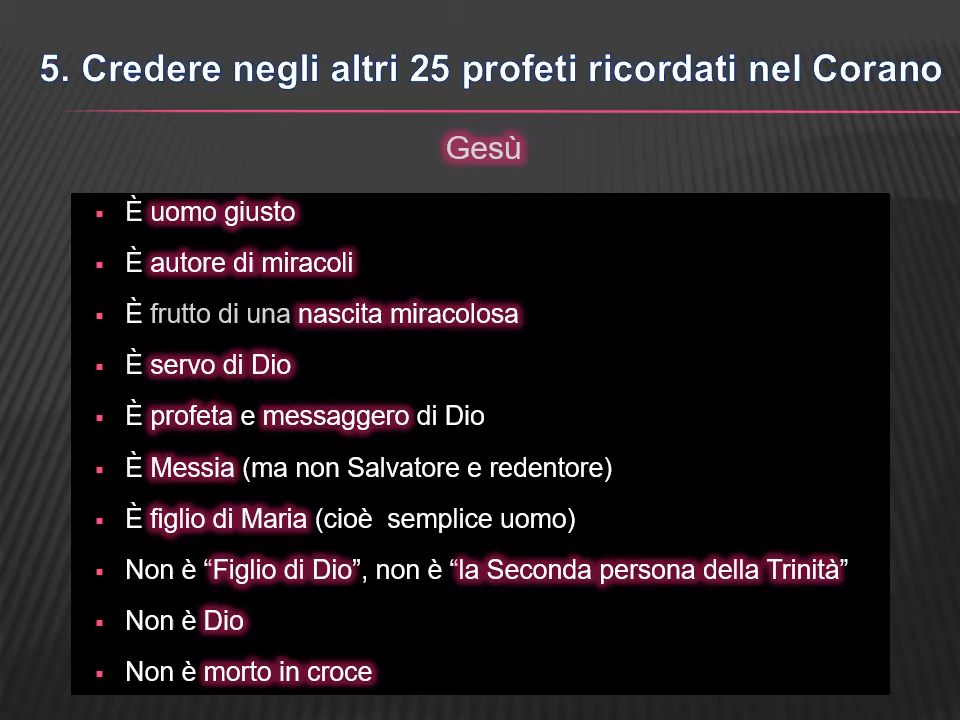 5. Credere negli altri 25 profeti ricordati nel Corano
Gesù
▪ È uomo giusto
▪ È autore di miracoli
▪ È frutto di una nascita miracolosa
▪ È servo di Dio
▪ È profeta e messaggero di Dio
▪ È Messia (ma non Salvatore e redentore)
▪ È figlio di Maria (cioè  semplice uomo)
▪ Non è “Figlio di Dio”, non è “la Seconda persona della Trinità”
▪ Non è Dio
▪ Non è morto in croce